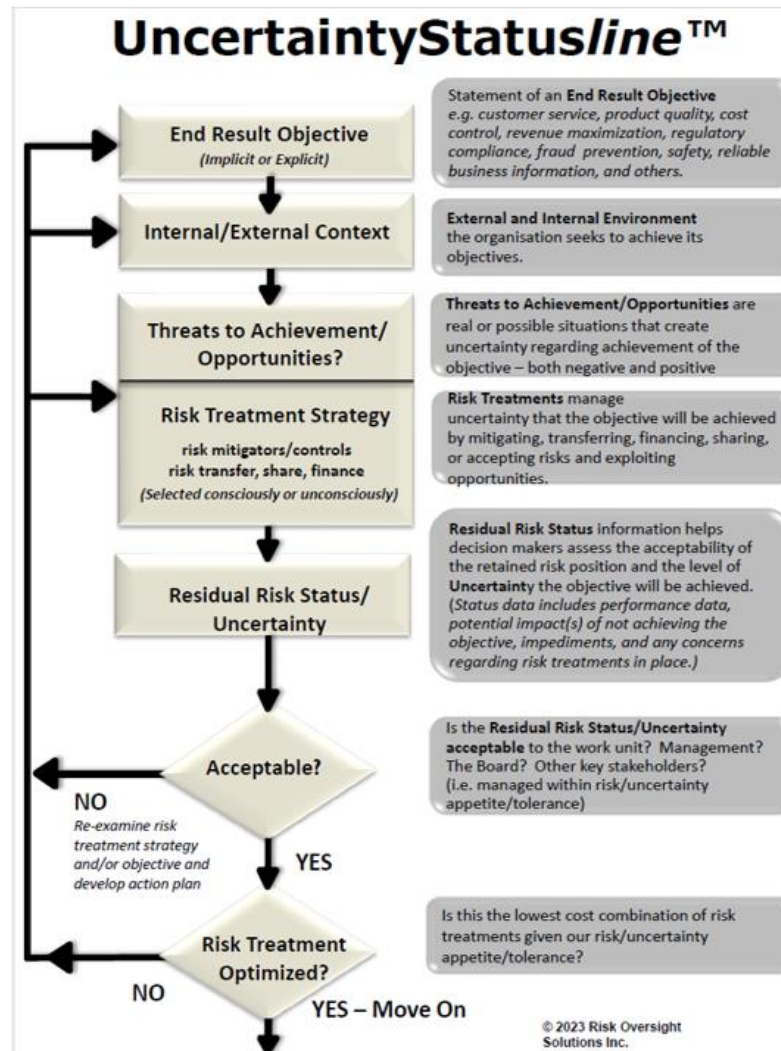 UncertaintyStatusline™
End Result Objective
(Implicit or Explicit)
Statement of an End Result Objective
e.g. customer service, product quality, cost
control, revenue maximization, regulatory
compliance, fraud prevention, safety, reliable
business information, and others.
Internal/External Context
External and Internal Environment
the organisation seeks to achieve its
objectives.
Threats to Achievement/
Opportunities?
Threats to Achievement/Opportunities are
real or possible situations that create
uncertainty regarding achievement of the
objective – both negative and positive
Risk Treatment Strategy
risk mitigators/controls
risk transfer, share, finance
(Selected consciously or unconsciously)
Risk Treatments manage
uncertainty that the objective will be achieved
by mitigating, transferring, financing, sharing,
or accepting risks and exploiting
opportunities.
Residual Risk Status/
Uncertainty
Residual Risk Status information helps
decision makers assess the acceptability of
the retained risk position and the level of
Uncertainty the objective will be achieved.
(Status data includes performance data,
potential impact(s) of not achieving the
objective, impediments, and any concerns
regarding risk treatments in place.)
Acceptable?
Is the Residual Risk Status/Uncertainty
acceptable to the work unit? Management?
The Board? Other key stakeholders?
(i.e. managed within risk/uncertainty
appetite/tolerance)
NO
Re-examine risk
treatment strategy
and/or objective and
develop action plan
YES
Risk Treatment
Optimized?
Is this the lowest cost combination of risk
treatments given our risk/uncertainty
appetite/tolerance?
NO
YES – Move On
© 2023 Risk Oversight
Solutions Inc.